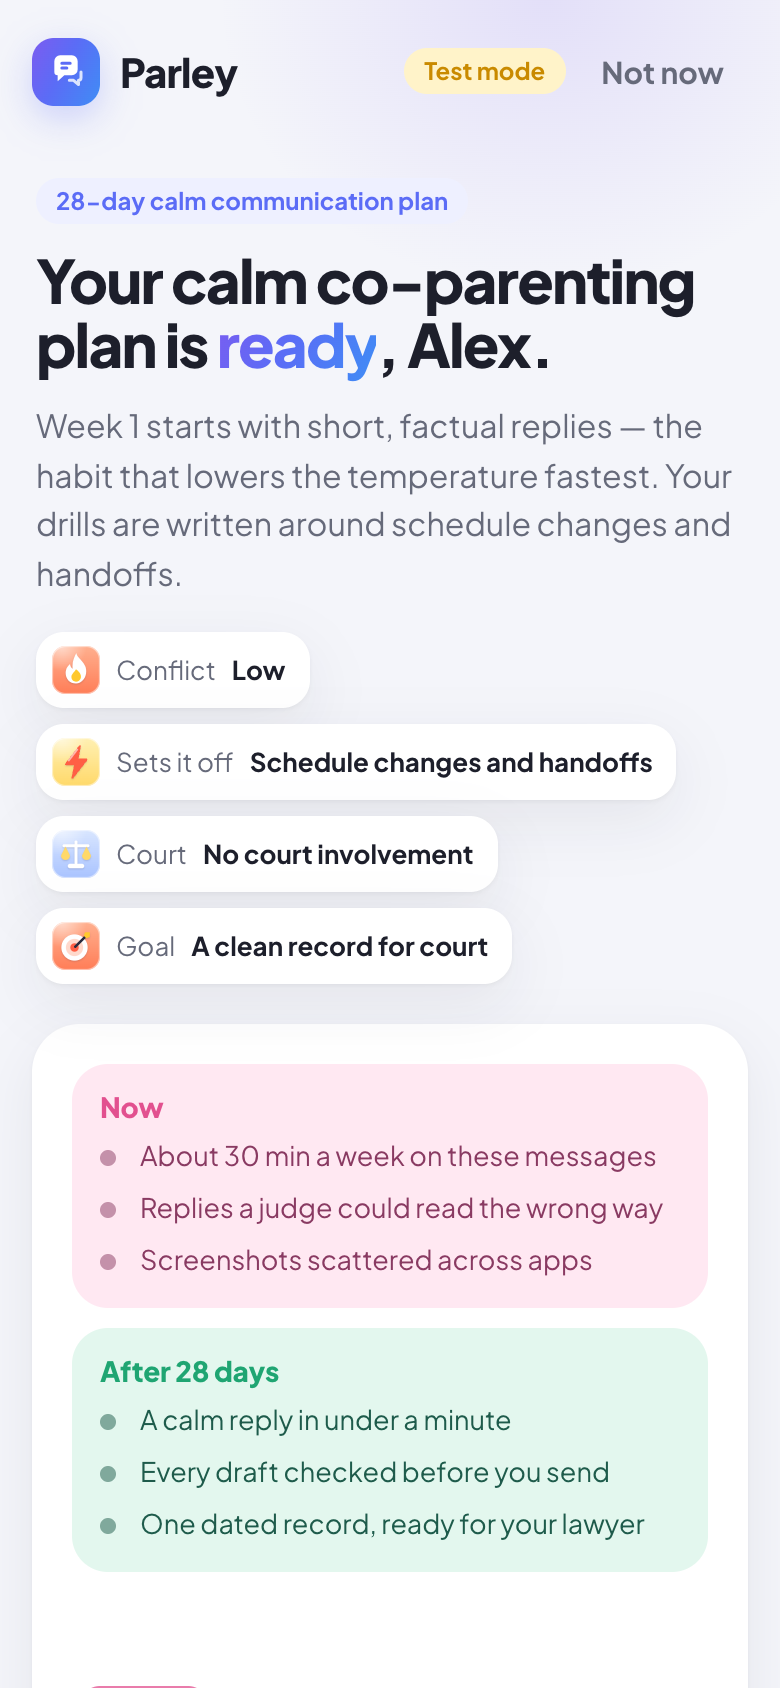 Parley
Test mode
Not now
28-day calm communication plan
Your calm co-parenting
plan is ready, Alex.
Week 1 starts with short, factual replies — the
habit that lowers the temperature fastest. Your
drills are written around schedule changes and
handoffs.
Conflict Low
Sets it off Schedule changes and handoffs
Court No court involvement
Goal A clean record for court
Now
About 30 min a week on these messages
Replies a judge could read the wrong way
Screenshots scattered across apps
After 28 days
A calm reply in under a minute
Every draft checked before you send
One dated record, ready for your lawyer